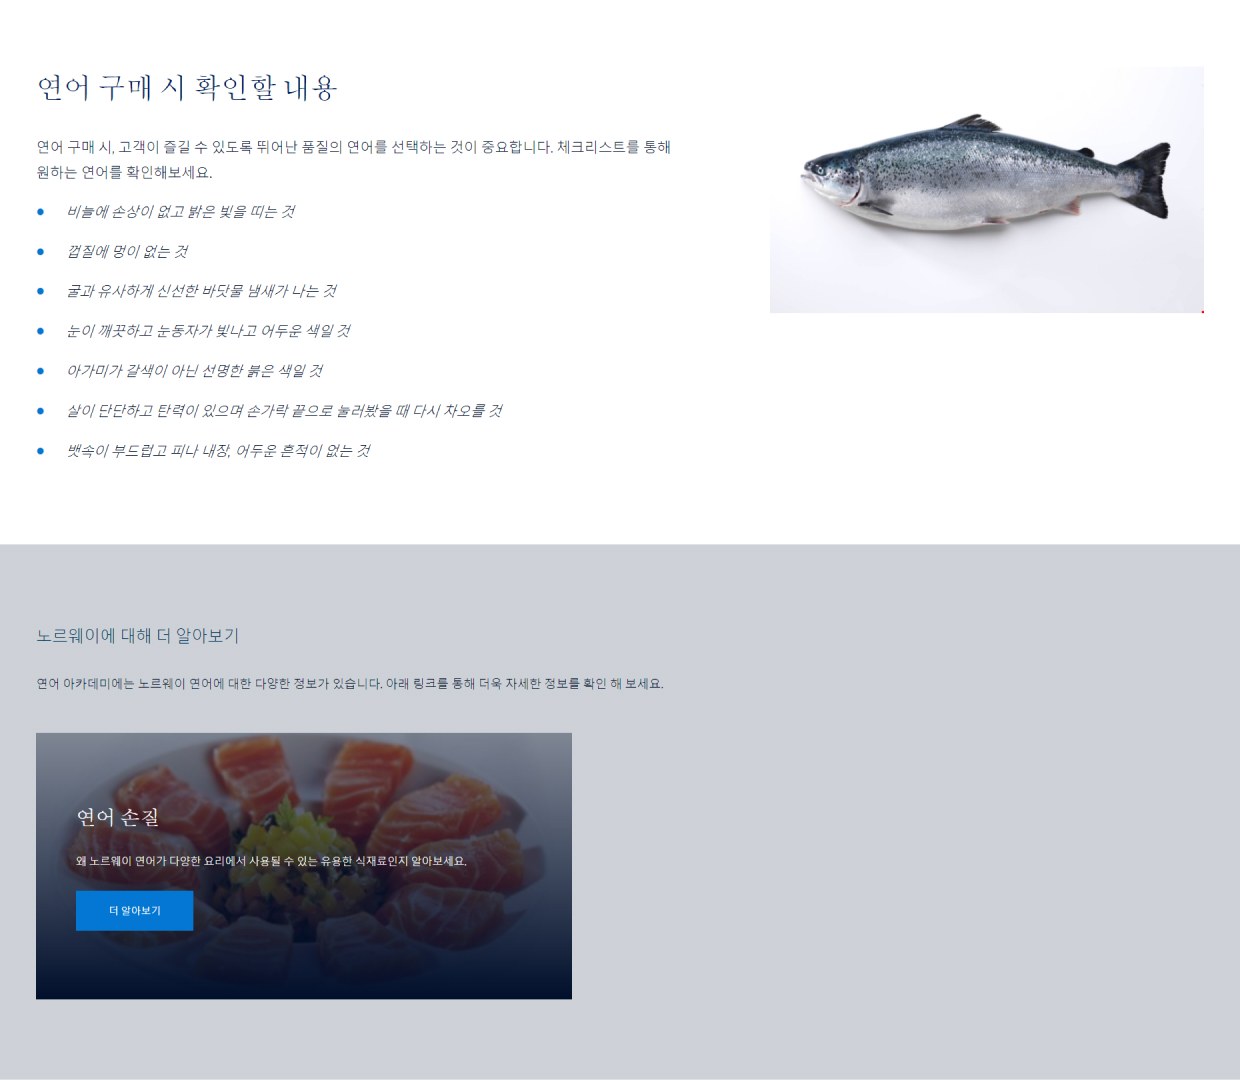 연어 구매 시 확인할 내용
연어 구매 시, 고객이 즐길 수 있도록 뛰어난 품질의 연어를 선택하는 것이 중요합니다. 체크리스트를 통해
원하는 연어를 확인해보세요.
비늘에 손상이 없고 밝은 빛을 띠는 것
껍질에 멍이 없는 것
굴과 유사하게 신선한 바닷물 냄새가 나는 것
눈이 깨끗하고 눈동자가 빛나고 어두운 색일 것
아가미가 갈색이 아닌 선명한 붉은 색일 것
살이 단단하고 탄력이 있으며 손가락 끝으로 눌러봤을 때 다시 차오를 것
뱃속이 부드럽고 피나 내장, 어두운 흔적이 없는 것
노르웨이에 대해 더 알아보기
연어 아카데미에는 노르웨이 연어에 대한 다양한 정보가 있습니다. 아래 링크를 통해 더욱 자세한 정보를 확인 해 보세요.
연어 손질
왜 노르웨이 연어가 다양한 요리에서 사용될 수 있는 유용한 식재료인지 알아보세요.
더 알아보기